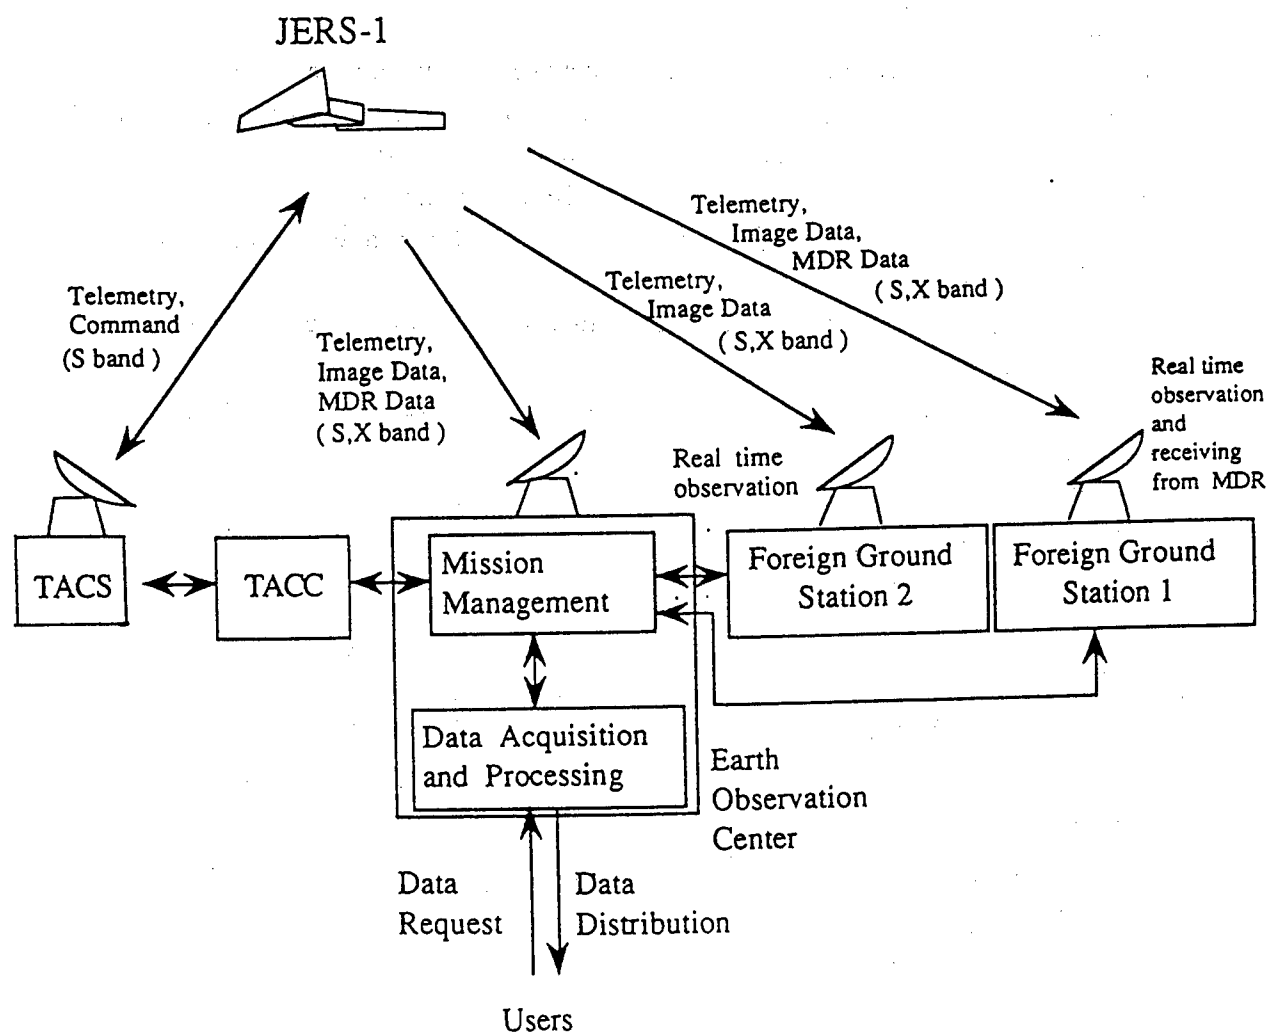 JERS-1
Telemetry,
Image Data,
MDR Data
( S,X band )
Telemetry,
Image Data
( S,X band )
Telemetry,
Command
(S band )
Telemetry,
Image Data,
MDR Data
( S,X band )
Real time
observation
and
receiving
from MDR
Real time
observation
TACS
TACC
Mission
Management
Foreign Ground
Station 2
Foreign Ground
Station 1
Data Acquisition
and Processing
Earth
Observation
Center
Data
Request
Data
Distribution
Users